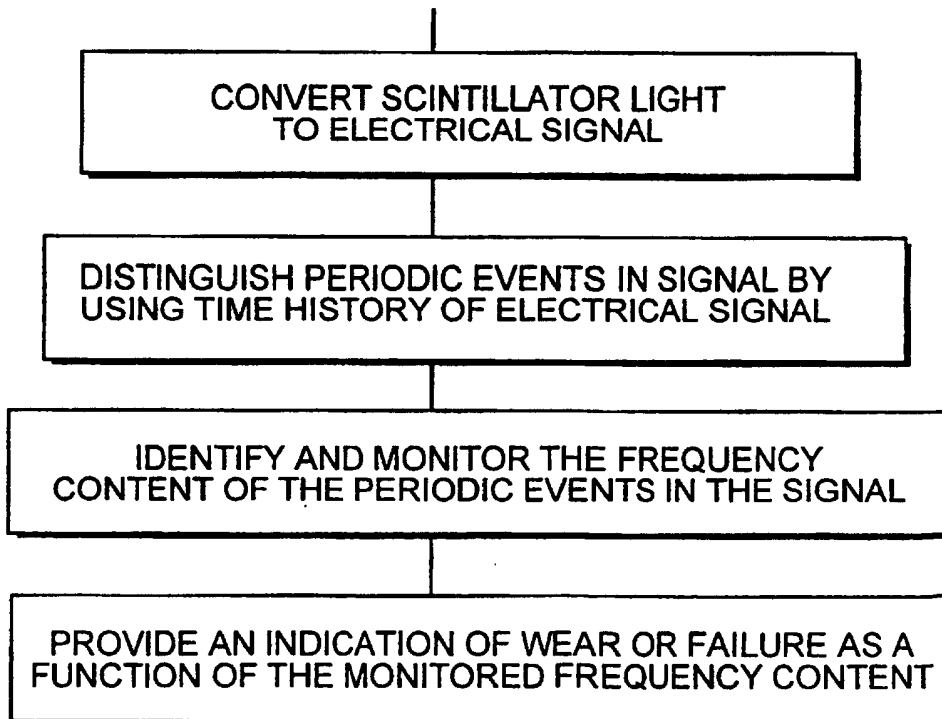 CONVERT SCINTILLATOR LIGHT
TO ELECTRICAL SIGNAL
DISTINGUISH PERIODIC EVENTS IN SIGNAL BY
USING TIME HISTORY OF ELECTRICAL SIGNAL
IDENTIFY AND MONITOR THE FREQUENCY
CONTENT OF THE PERIODIC EVENTS IN THE SIGNAL
PROVIDE AN INDICATION OF WEAR OR FAILURE AS A
FUNCTION OF THE MONITORED FREQUENCY CONTENT